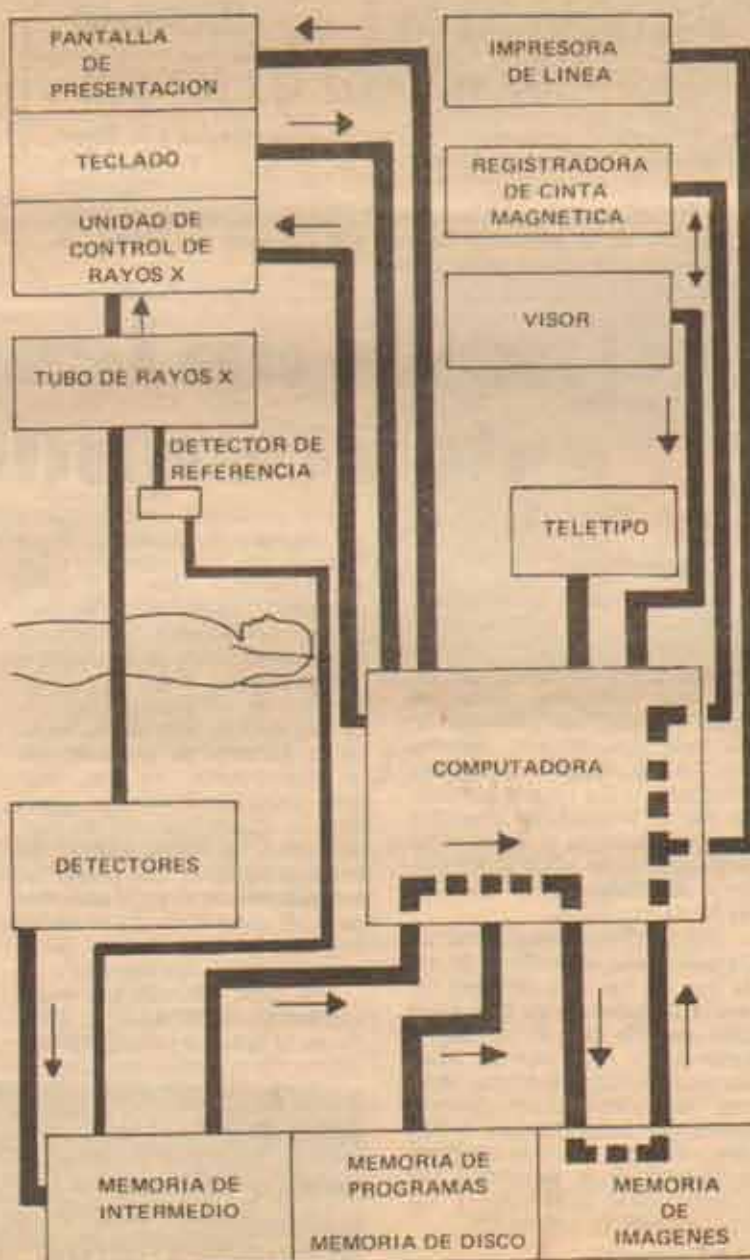 PANTALLA
DE
PRESENTACION
TECLADO
UNIDAD DE
CONTROL DE
RAYOS X
TUBO DE RAYOS X
DETECTOR DE
REFERENCIA
DETECTORES
IMPRESORA
DE LINEA
REGISTRADORA
DE CINTA
MAGNETICA
VISOR
TELETIPO
COMPUTADORA
MEMORIA DE
INTERMEDIO
MEMORIA DE
PROGRAMAS
MEMORIA DE DISCO
MEMORIA
DE
IMAGENES